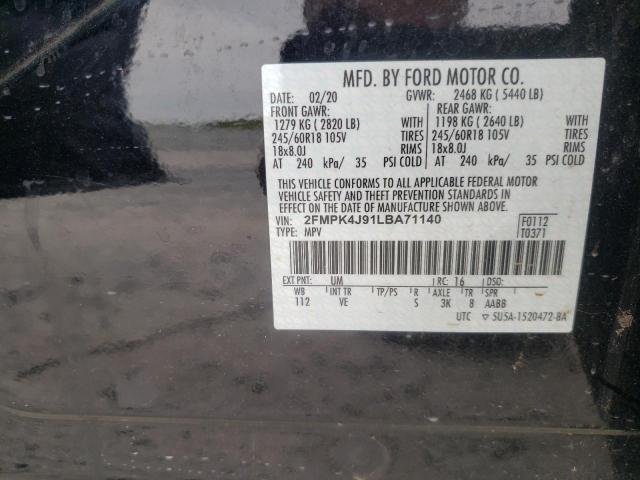 MFD. BY FORD MOTOR CO.
DATE: 02/20 GVWR: 2468 KG ( 5440 LB)
FRONT GAWR: REAR GAWR:
1279 KG ( 2820 LB) WITH 1198 KG ( 2640 LB) WITH
245/60R18 105V TIRES 245/60R18 105V TIRES
18x8.0J RIMS 18x8.0J RIMS
AT 240 kPa/ 35 PSI COLD AT 240 kPa/ 35 PSI COLD
THIS VEHICLE CONFORMS TO ALL APPLICABLE FEDERAL MOTOR
VEHICLE SAFETY AND THEFT PREVENTION STANDARDS IN
EFFECT ON THE DATE OF MANUFACTURE SHOWN ABOVE.
VIN: 2FMPK4J91LBA71140 F0112
TYPE: MPV T0371
EXT PNT: UM RC: 16 DSO:
WB INT TR TP/PS R AXLE TR SPR
112 VE S 3K 8 AABB
UTC ▽ 5U5A-1520472-BA